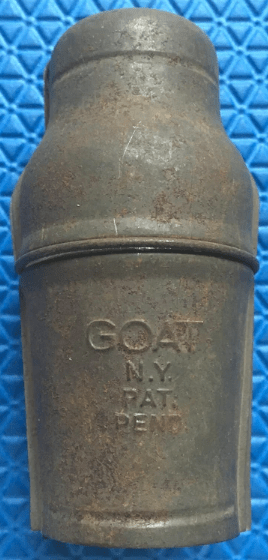 GOAT
N.Y.
PAT.
PEND.